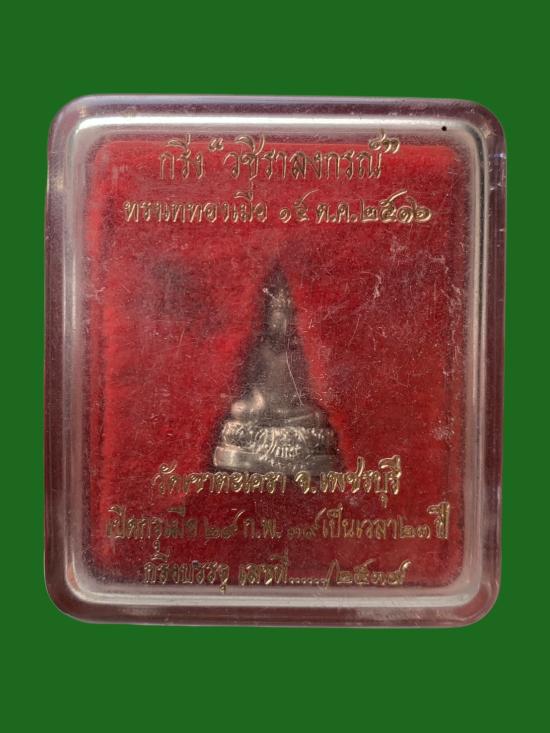 กริ่ง "วชิราลงกรณ์"
ทรงเททองเมื่อ ๑๕ ต.ค.๒๕๑๖
วัดเขาตะเครา จ.เพชรบุรี
เปิดกรุเมื่อ ๒๙ ก.พ. ๓๙ เป็นเวลา๒๓ ปี
กริ่งบรรจุ เลขที่....../๒๕๓๙